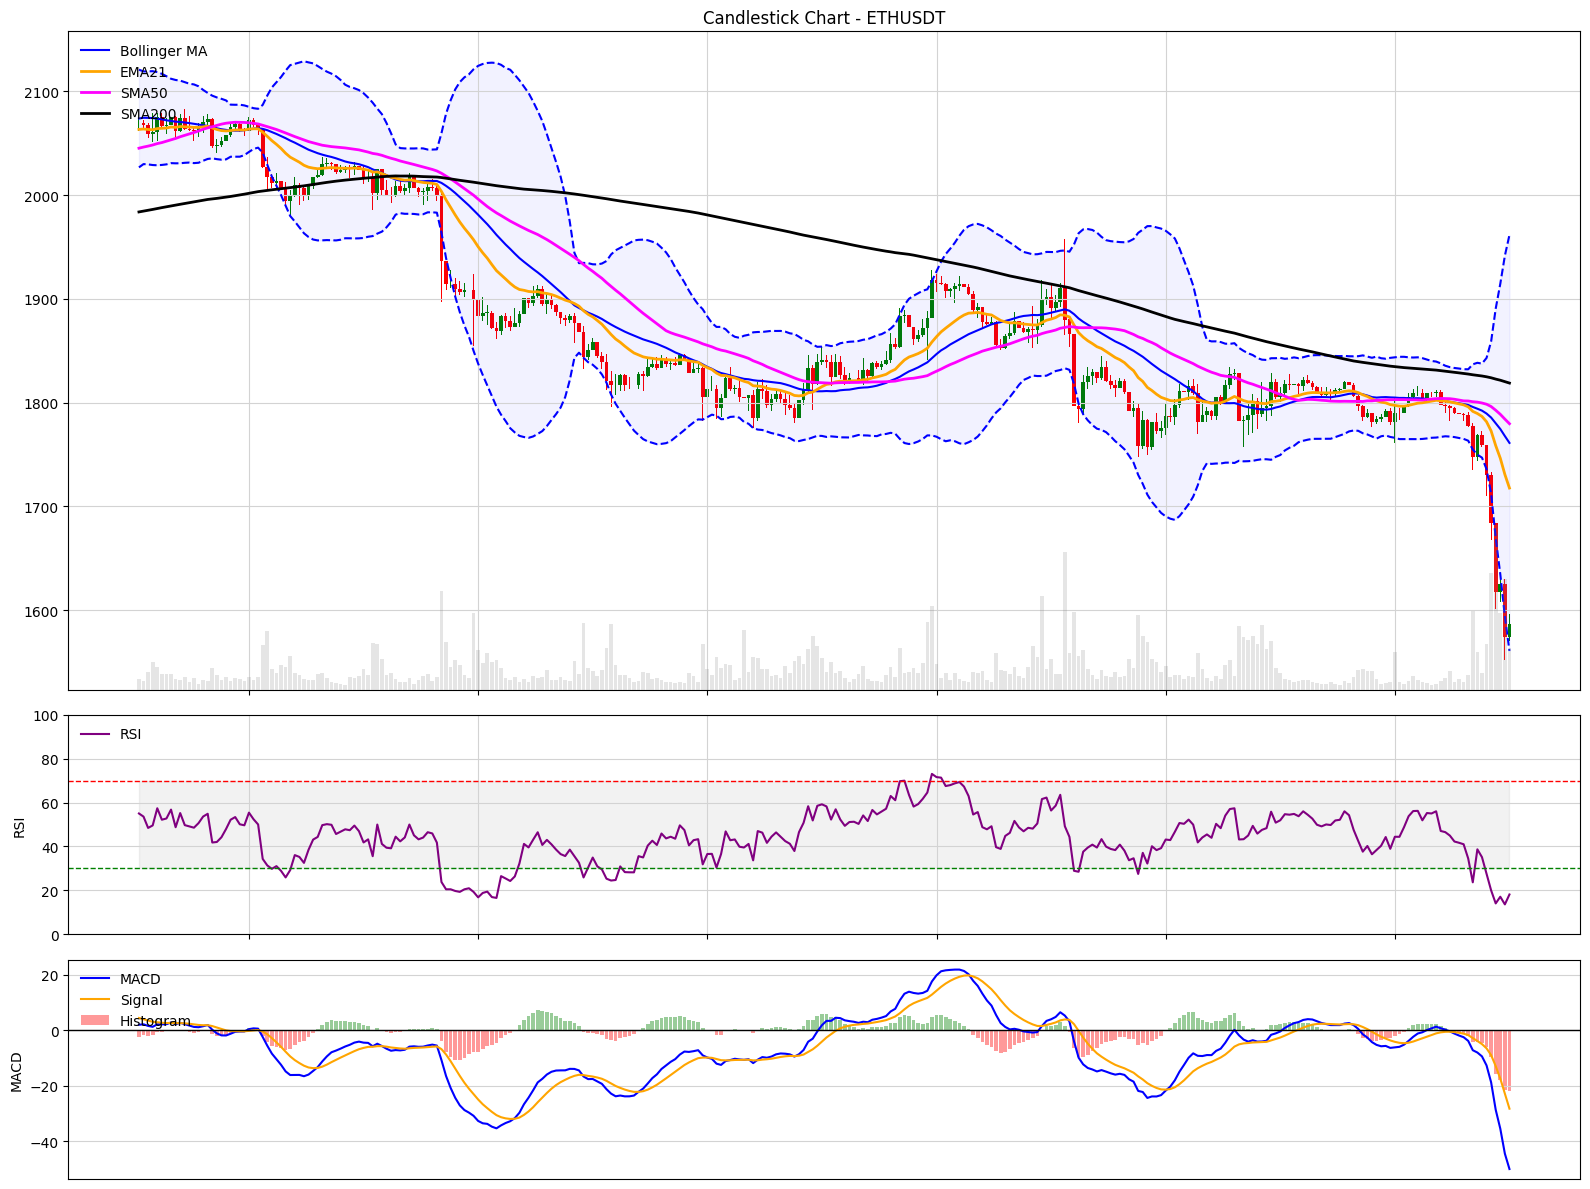 Candlestick Chart - ETHUSDT
Bollinger MA
EMA21
SMA50
SMA200
2100
2000
1900
1800
1700
1600
RSI
RSI
100
80
60
40
20
0
MACD
Signal
Histogram
MACD
20
0
−20
−40